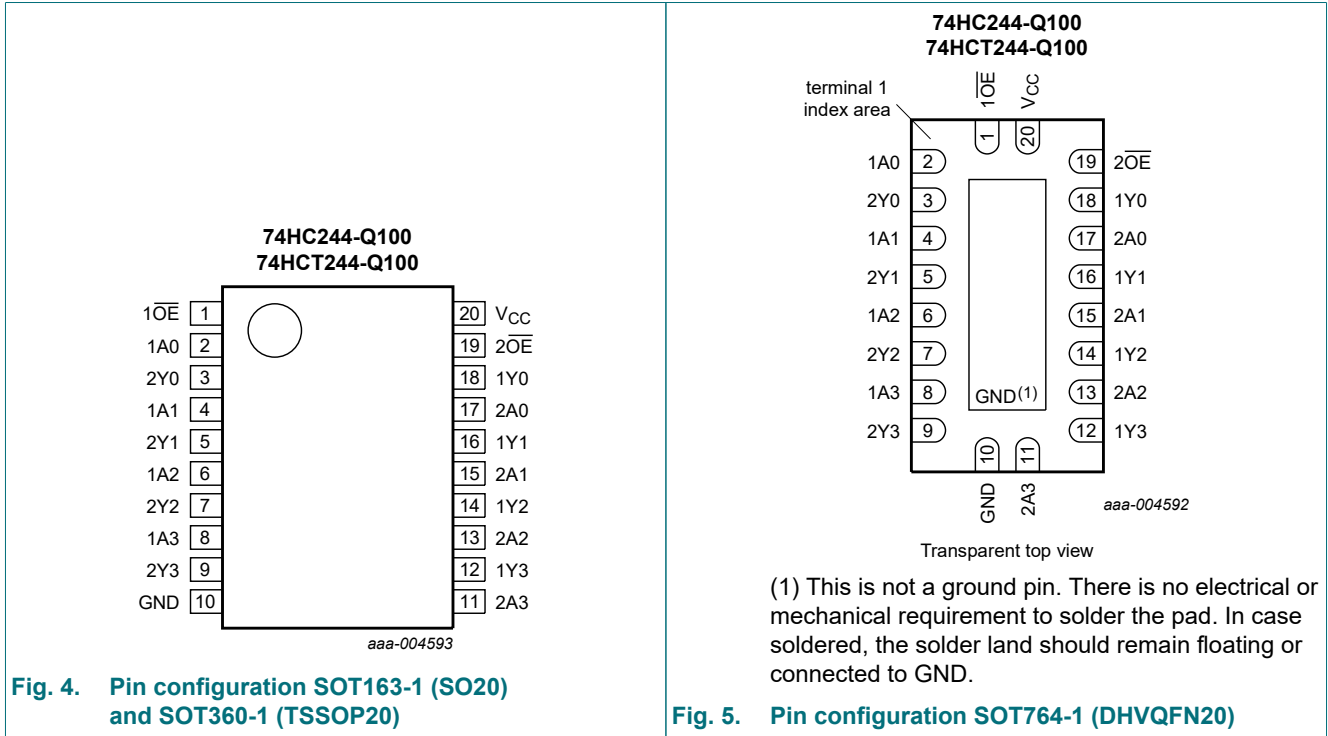 74HC244-Q100
74HCT244-Q100
1OE 1
1A0 2
2Y0 3
1A1 4
2Y1 5
1A2 6
2Y2 7
1A3 8
2Y3 9
GND 10
20 VCC
19 2OE
18 1Y0
17 2A0
16 1Y1
15 2A1
14 1Y2
13 2A2
12 1Y3
11 2A3
aaa-004593
Fig. 4. Pin configuration SOT163-1 (SO20)
and SOT360-1 (TSSOP20)
74HC244-Q100
74HCT244-Q100
terminal 1
index area
1OE
VCC
1
20
1A0 2
2Y0 3
1A1 4
2Y1 5
1A2 6
2Y2 7
1A3 8
2Y3 9
19 2OE
18 1Y0
17 2A0
16 1Y1
15 2A1
14 1Y2
13 2A2
12 1Y3
GND(1)
10
11
GND
2A3
aaa-004592
Transparent top view
(1) This is not a ground pin. There is no electrical or
mechanical requirement to solder the pad. In case
soldered, the solder land should remain floating or
connected to GND.
Fig. 5. Pin configuration SOT764-1 (DHVQFN20)